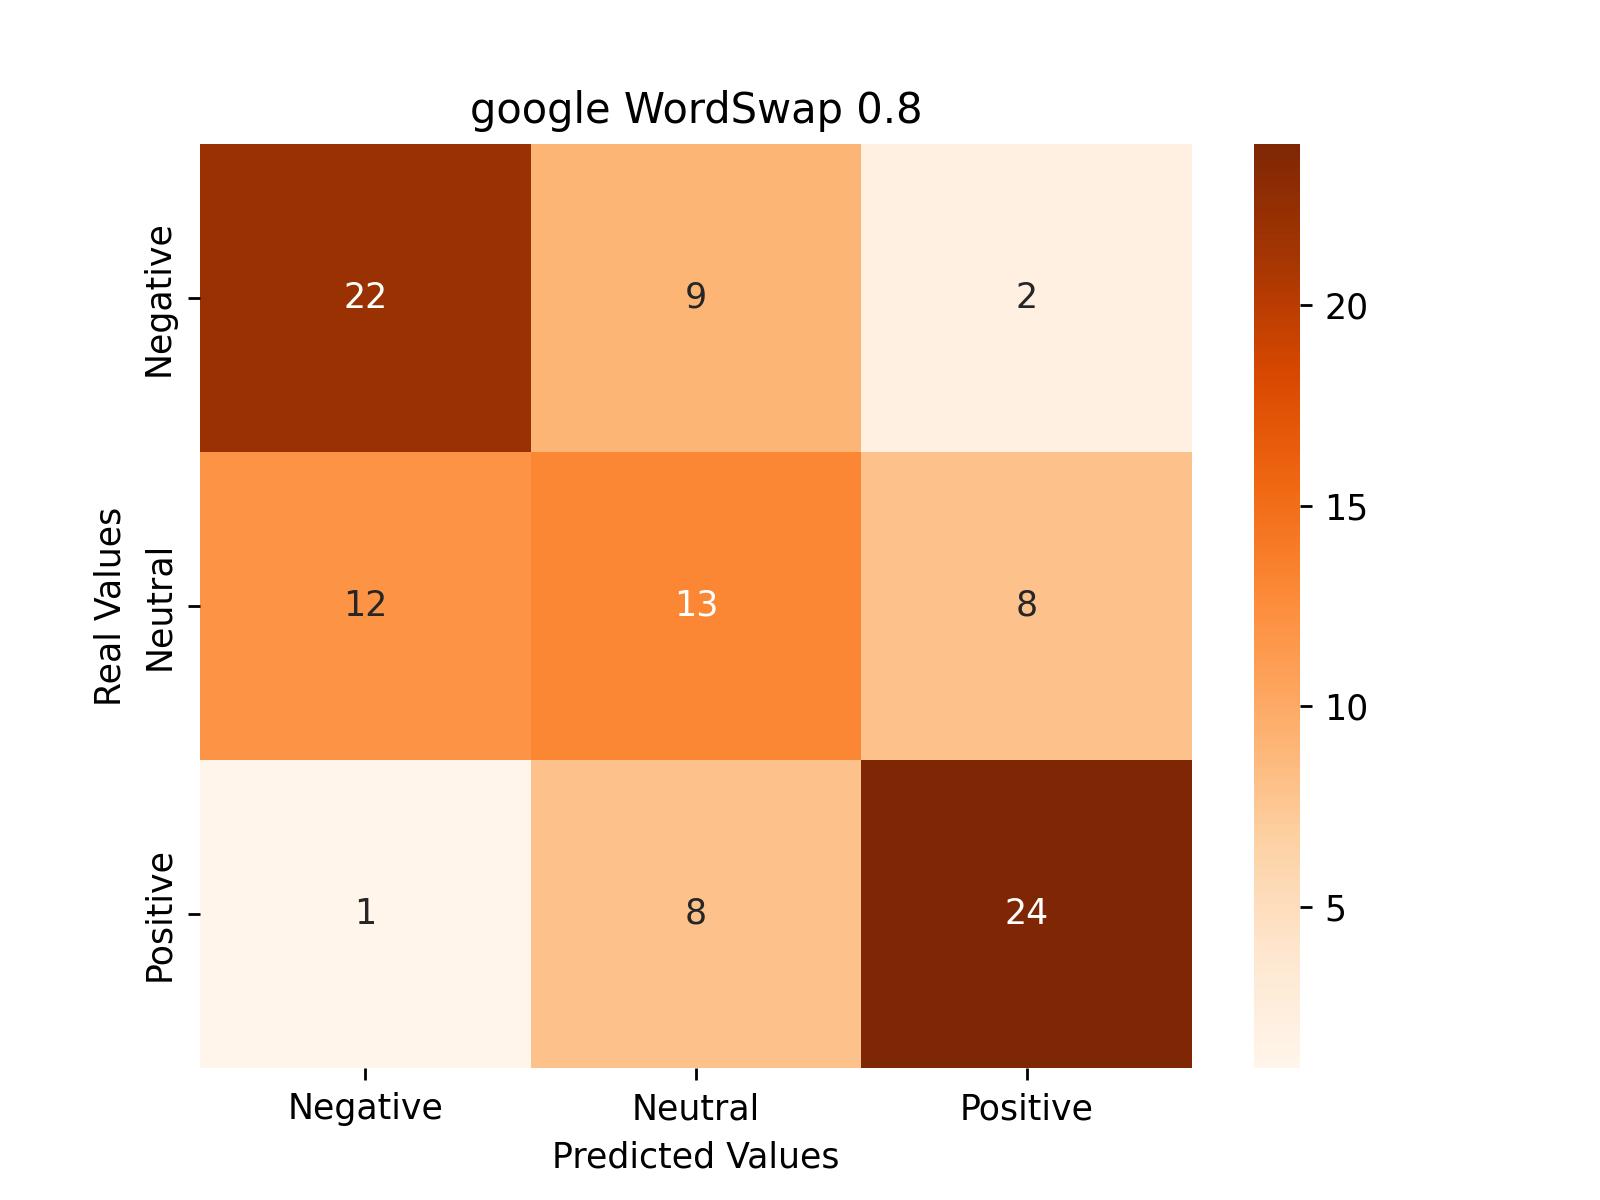 google WordSwap 0.8
Negative
22
9
2
Neutral
12
13
8
Positive
1
8
24
Real Values
Negative
Neutral
Positive
Predicted Values
20
15
10
5